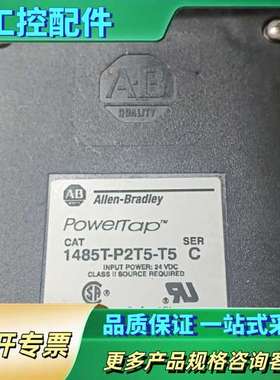 工控配件
A-B
QUALITY
AB Allen-Bradley
PowerTap™
CAT SER
1485T-P2T5-T5 C
INPUT POWER: 24 VDC
CLASS II SOURCE REQUIRED
开专票
品质保证 一站式采
更多产品规格咨询客